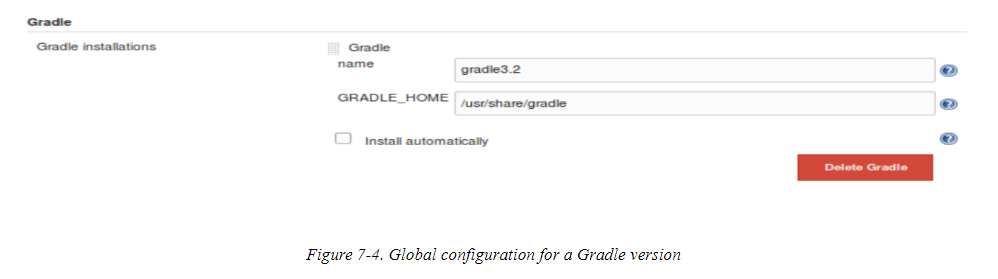 Gradle
Gradle installations
Gradle
name
gradle3.2
GRADLE_HOME
/usr/share/gradle
Install automatically
Delete Gradle
Figure 7-4. Global configuration for a Gradle version